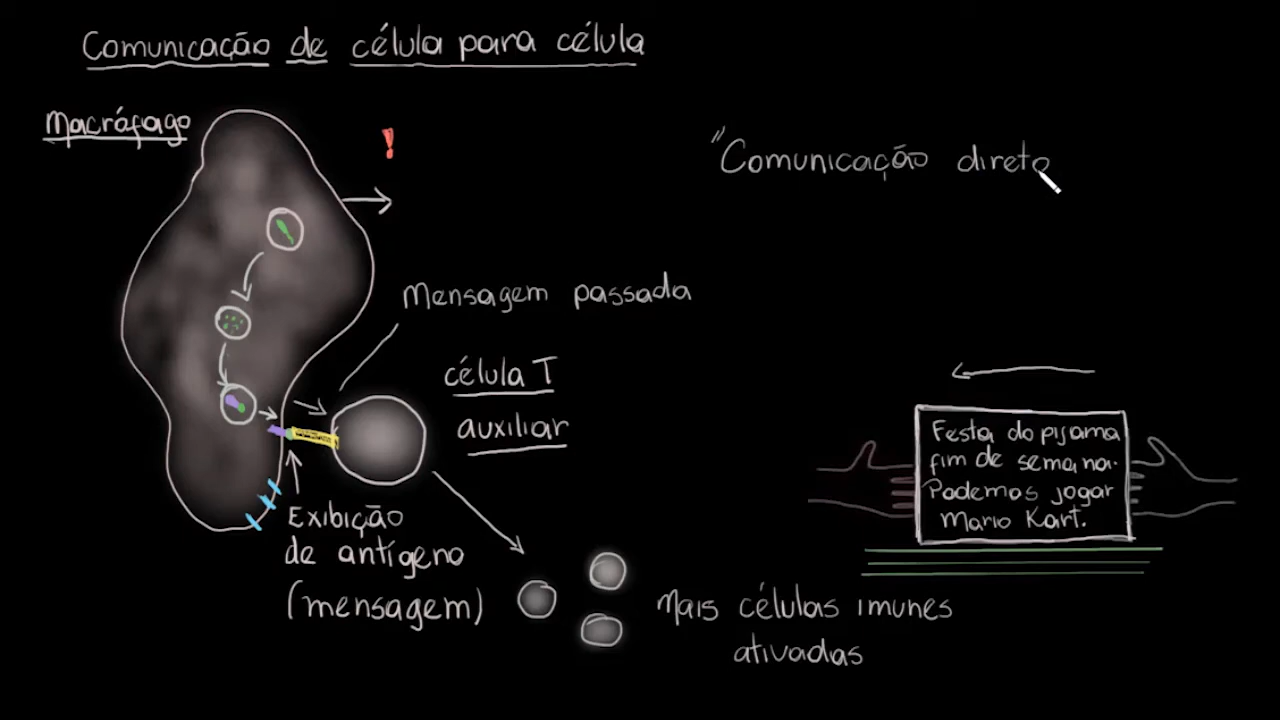 Comunicação de célula para célula
Macráfago
!
"Comunicação direto
Mensagem passada
célula T
auxiliar
Festa do pijama
fim de semana.
Podemos jogar
Mario Kart.
Exibição
de antígeno
(mensagem)
Mais células imunes
ativadas